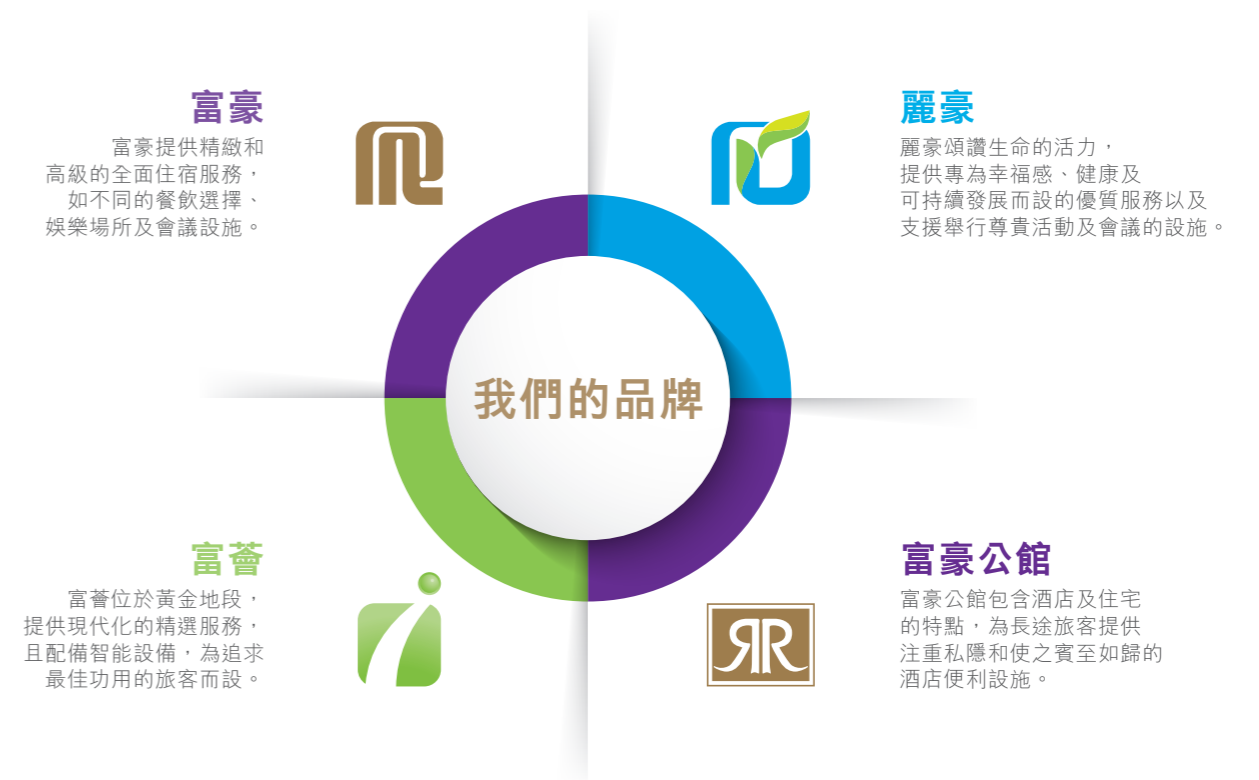 富豪
富豪提供精緻和
高級的全面住宿服務，
如不同的餐飲選擇、
娛樂場所及會議設施。
麗豪
麗豪頌讚生命的活力，
提供專為幸福感、健康及
可持續發展而設的優質服務以及
支援舉行尊貴活動及會議的設施。
我們的品牌
富薈
富薈位於黃金地段，
提供現代化的精選服務，
且配備智能設備，為追求
最佳功用的旅客而設。
富豪公館
富豪公館包含酒店及住宅
的特點，為長途旅客提供
注重私隱和使之賓至如歸的
酒店便利設施。